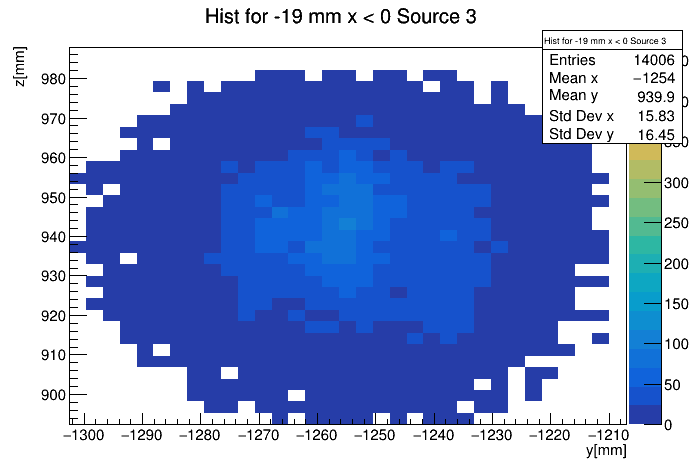 Hist for -19 mm x < 0 Source 3
z[mm]
Hist for -19 mm x < 0 Source 3
Entries 14006
Mean x −1254
Mean y 939.9
Std Dev x 15.83
Std Dev y 16.45
980
970
960
950
940
930
920
910
900
0
0
350
300
250
200
150
100
50
0
−1300 −1290 −1280 −1270 −1260 −1250 −1240 −1230 −1220 −1210
y[mm]